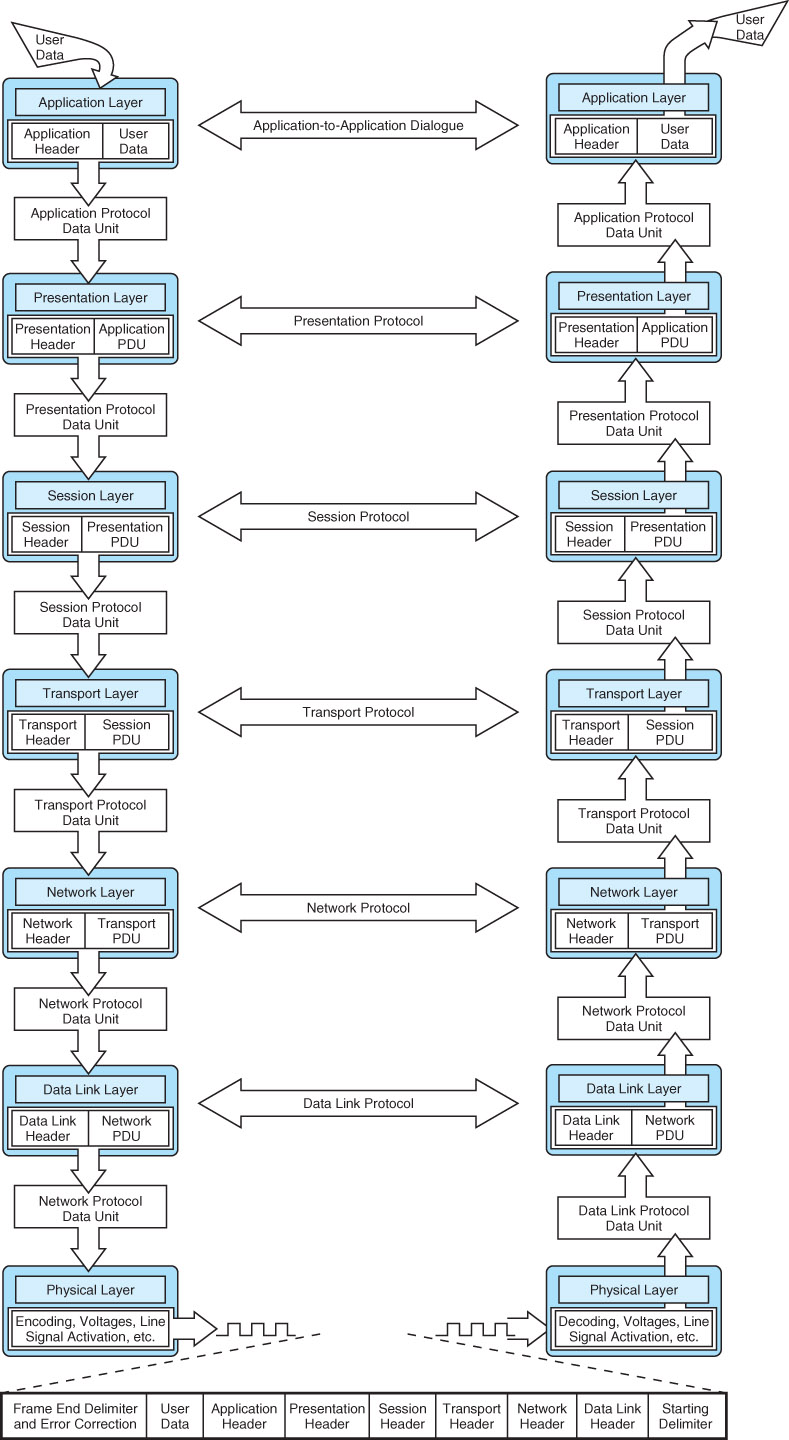 User
Data
Application Layer
Application
Header
User
Data
Application Protocol
Data Unit
Presentation Layer
Presentation
Header
Application
PDU
Presentation Protocol
Data Unit
Session Layer
Session
Header
Presentation
PDU
Session Protocol
Data Unit
Transport Layer
Transport
Header
Session
PDU
Transport Protocol
Data Unit
Network Layer
Network
Header
Transport
PDU
Network Protocol
Data Unit
Data Link Layer
Data Link
Header
Network
PDU
Network Protocol
Data Unit
Physical Layer
Encoding, Voltages, Line
Signal Activation, etc.
Application-to-Application Dialogue
Presentation Protocol
Session Protocol
Transport Protocol
Network Protocol
Data Link Protocol
User
Data
Application Layer
Application
Header
User
Data
Application Protocol
Data Unit
Presentation Layer
Presentation
Header
Application
PDU
Presentation Protocol
Data Unit
Session Layer
Session
Header
Presentation
PDU
Session Protocol
Data Unit
Transport Layer
Transport
Header
Session
PDU
Transport Protocol
Data Unit
Network Layer
Network
Header
Transport
PDU
Network Protocol
Data Unit
Data Link Layer
Data Link
Header
Network
PDU
Data Link Protocol
Data Unit
Physical Layer
Decoding, Voltages, Line
Signal Activation, etc.
Frame End Delimiter
and Error Correction
User
Data
Application
Header
Presentation
Header
Session
Header
Transport
Header
Network
Header
Data Link
Header
Starting
Delimiter